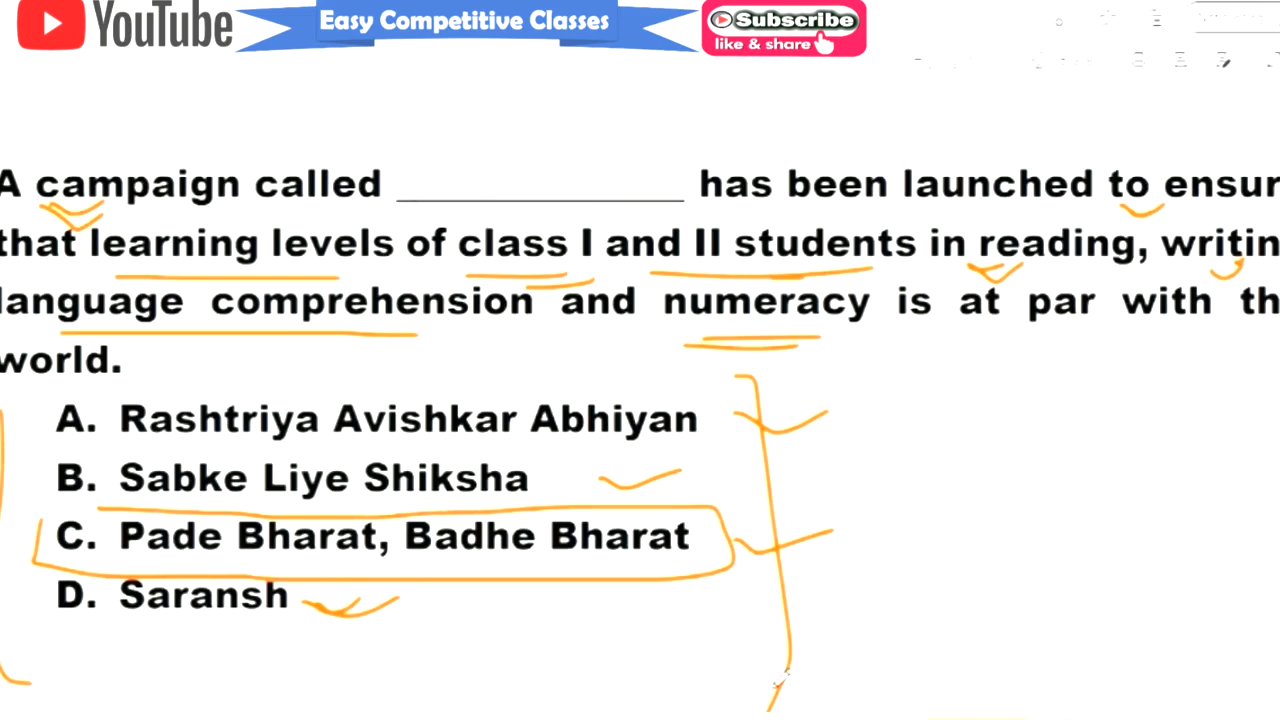 YouTube
Easy Competitive Classes
Subscribe
like & share
A campaign called ______________ has been launched to ensur
that learning levels of class I and II students in reading, writin
language comprehension and numeracy is at par with th
world.
A. Rashtriya Avishkar Abhiyan
B. Sabke Liye Shiksha
C. Pade Bharat, Badhe Bharat
D. Saransh